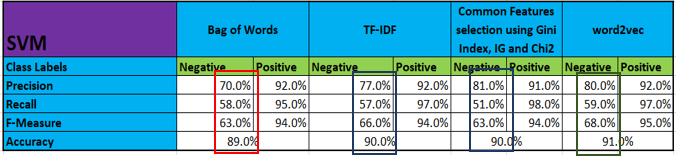 SVM Bag of Words TF-IDF Common Features selection using Gini Index, IG and Chi2 word2vec
Class Labels Negative Positive Negative Positive Negative Positive Negative Positive
Precision 70.0% 92.0% 77.0% 92.0% 81.0% 91.0% 80.0% 92.0%
Recall 58.0% 95.0% 57.0% 97.0% 51.0% 98.0% 59.0% 97.0%
F-Measure 63.0% 94.0% 66.0% 94.0% 63.0% 94.0% 68.0% 95.0%
Accuracy 89.0% 90.0% 90.0% 91.0%